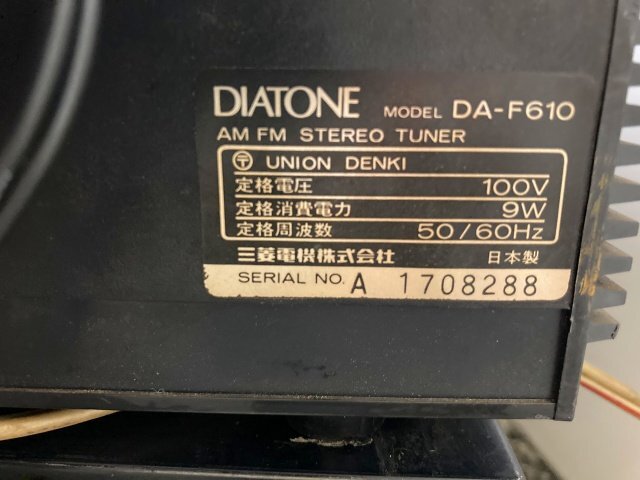 DIATONE MODEL DA-F610
AM FM STEREO TUNER
〒 UNION DENKI
定格電圧 100V
定格消費電力 9W
定格周波数 50/60Hz
三菱電機株式会社 日本製
SERIAL NO. A 1708288